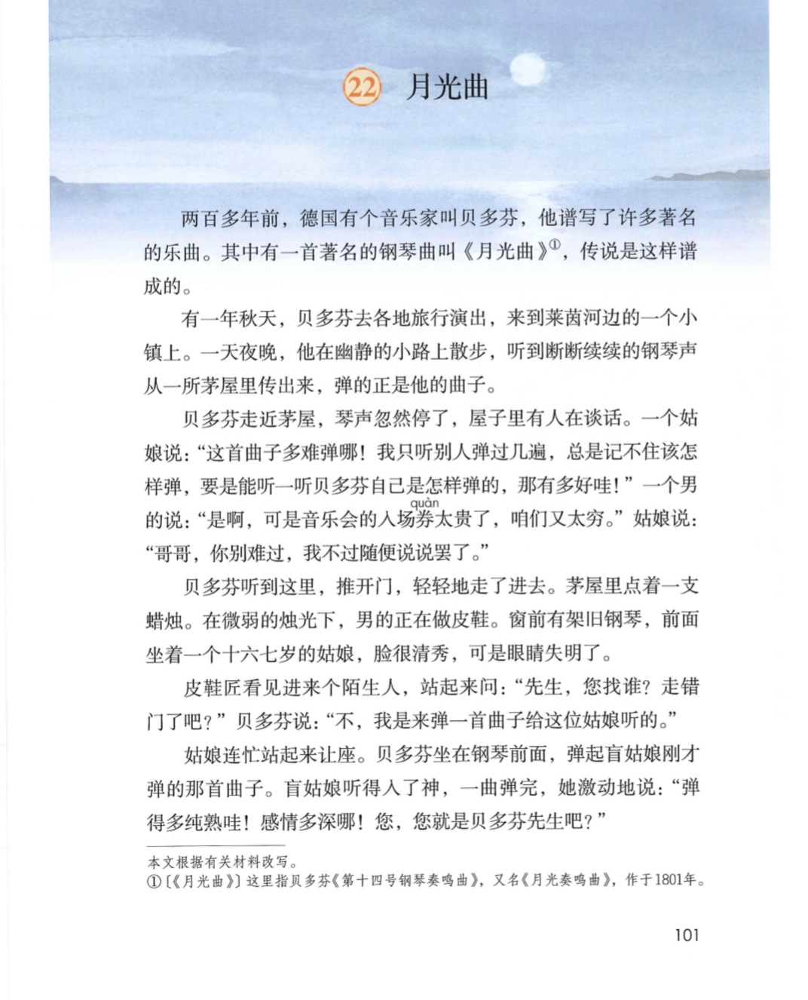 22 月光曲
两百多年前，德国有个音乐家叫贝多芬，他谱写了许多著名
的乐曲。其中有一首著名的钢琴曲叫《月光曲》①，传说是这样谱
成的。
有一年秋天，贝多芬去各地旅行演出，来到莱茵河边的一个小
镇上。一天夜晚，他在幽静的小路上散步，听到断断续续的钢琴声
从一所茅屋里传出来，弹的正是他的曲子。
贝多芬走近茅屋，琴声忽然停了，屋子里有人在谈话。一个姑
娘说：“这首曲子多难弹哪！我只听别人弹过几遍，总是记不住该怎
样弹，要是能听一听贝多芬自己是怎样弹的，那有多好哇！”一个男
quàn
的说：“是啊，可是音乐会的入场券太贵了，咱们又太穷。”姑娘说：
“哥哥，你别难过，我不过随便说说罢了。”
贝多芬听到这里，推开门，轻轻地走了进去。茅屋里点着一支
蜡烛。在微弱的烛光下，男的正在做皮鞋。窗前有架旧钢琴，前面
坐着一个十六七岁的姑娘，脸很清秀，可是眼睛失明了。
皮鞋匠看见进来个陌生人，站起来问：“先生，您找谁？走错
门了吧？”贝多芬说：“不，我是来弹一首曲子给这位姑娘听的。”
姑娘连忙站起来让座。贝多芬坐在钢琴前面，弹起盲姑娘刚才
弹的那首曲子。盲姑娘听得入了神，一曲弹完，她激动地说：“弹
得多纯熟哇！感情多深哪！您，您就是贝多芬先生吧？”
本文根据有关材料改写。
①〔《月光曲》〕这里指贝多芬《第十四号钢琴奏鸣曲》，又名《月光奏鸣曲》，作于1801年。
101